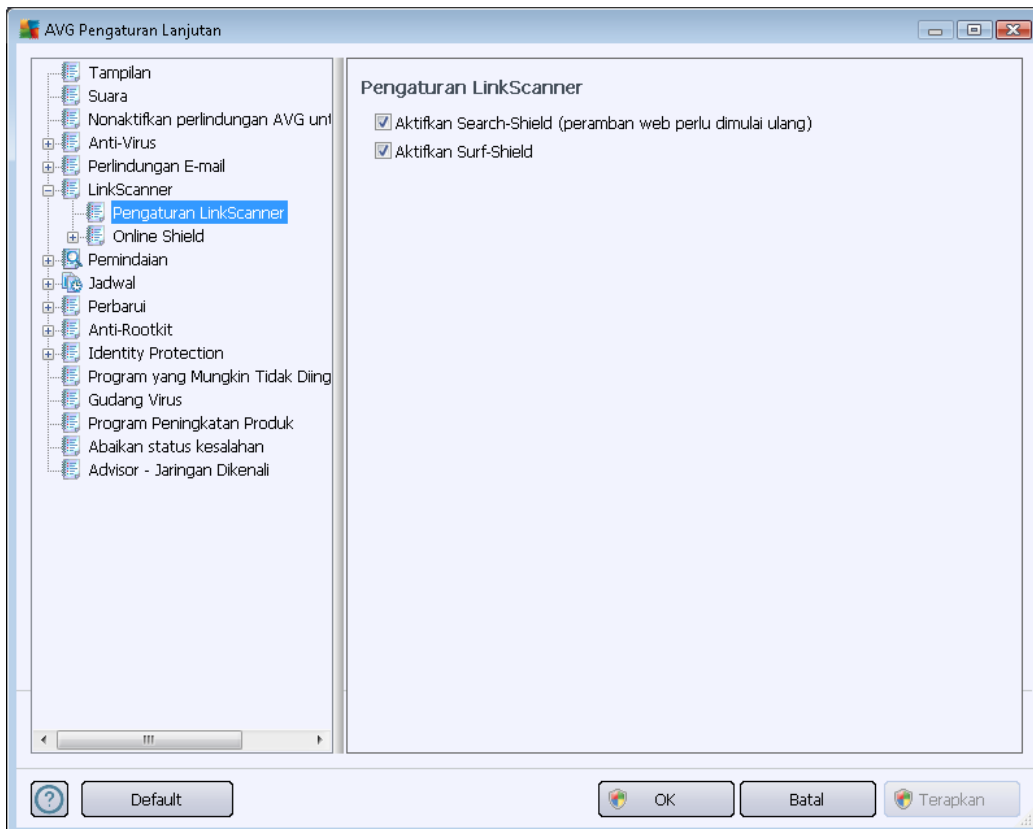 AVG Pengaturan Lanjutan
Tampilan
Suara
Nonaktifkan perlindungan AVG unt
Anti-Virus
Perlindungan E-mail
LinkScanner
Pengaturan LinkScanner
Online Shield
Pemindaian
Jadwal
Perbarui
Anti-Rootkit
Identity Protection
Program yang Mungkin Tidak Diing
Gudang Virus
Program Peningkatan Produk
Abaikan status kesalahan
Advisor - Jaringan Dikenali
Pengaturan LinkScanner
Aktifkan Search-Shield (peramban web perlu dimulai ulang)
Aktifkan Surf-Shield
? Default OK Batal Terapkan